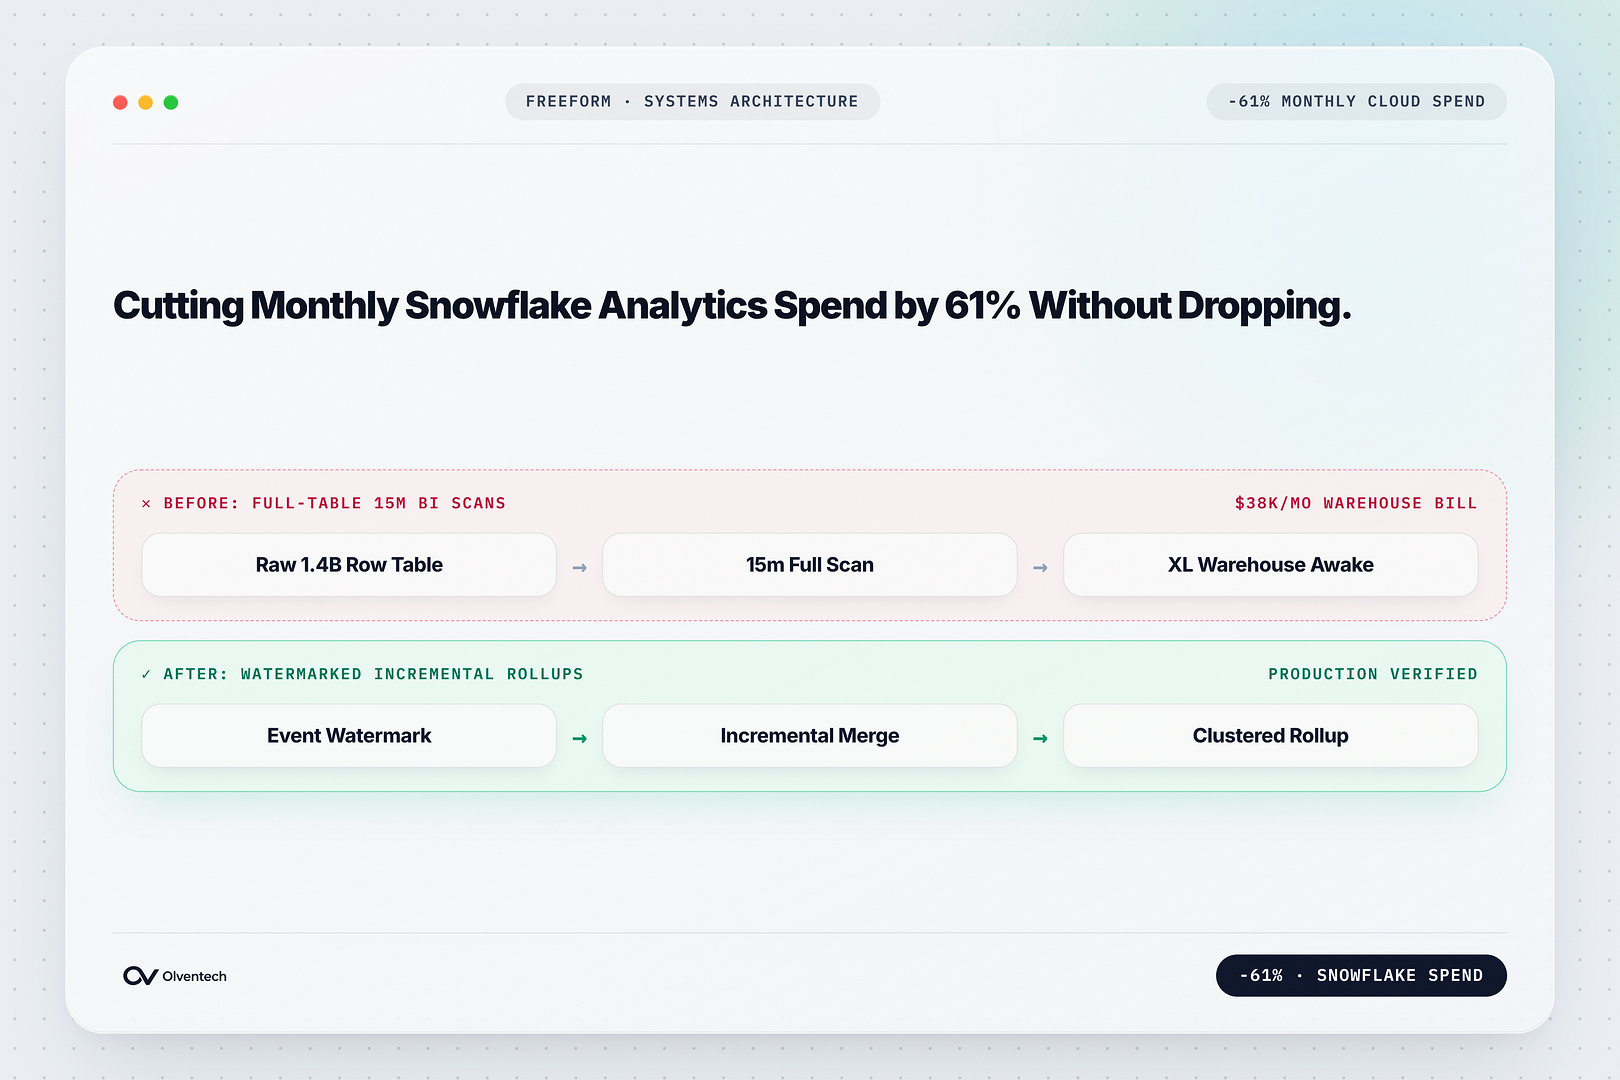 FREEFORM · SYSTEMS ARCHITECTURE
-61% MONTHLY CLOUD SPEND
Cutting Monthly Snowflake Analytics Spend by 61% Without Dropping.
× BEFORE: FULL-TABLE 15M BI SCANS
$38K/MO WAREHOUSE BILL
Raw 1.4B Row Table → 15m Full Scan → XL Warehouse Awake
✓ AFTER: WATERMARKED INCREMENTAL ROLLUPS
PRODUCTION VERIFIED
Event Watermark → Incremental Merge → Clustered Rollup
Olventech
-61% · SNOWFLAKE SPEND